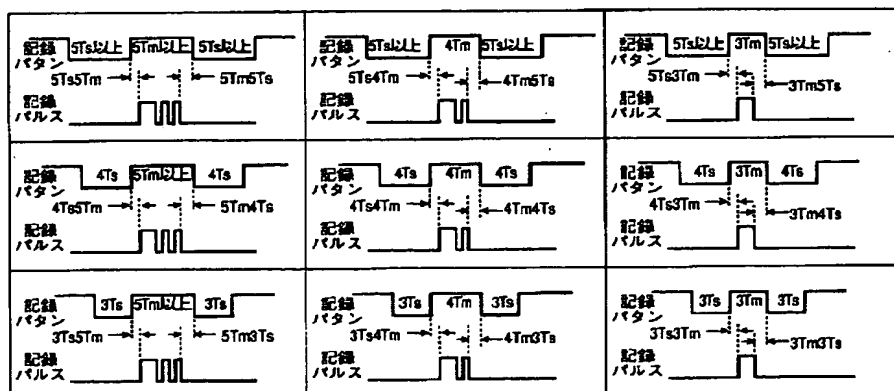 記録 パタン 5Ts以上 5Tm以上 5Ts以上
5Ts5Tm 5Tm5Ts
記録 パルス
記録 パタン 5Ts以上 4Tm 5Ts以上
5Ts4Tm 4Tm5Ts
記録 パルス
記録 パタン 5Ts以上 3Tm 5Ts以上
5Ts3Tm 3Tm5Ts
記録 パルス
記録 パタン 4Ts 5Tm以上 4Ts
4Ts5Tm 5Tm4Ts
記録 パルス
記録 パタン 4Ts 4Tm 4Ts
4Ts4Tm 4Tm4Ts
記録 パルス
記録 パタン 4Ts 3Tm 4Ts
4Ts3Tm 3Tm4Ts
記録 パルス
記録 パタン 3Ts 5Tm以上 3Ts
3Ts5Tm 5Tm3Ts
記録 パルス
記録 パタン 3Ts 4Tm 3Ts
3Ts4Tm 4Tm3Ts
記録 パルス
記録 パタン 3Ts 3Tm 3Ts
3Ts3Tm 3Tm3Ts
記録 パルス